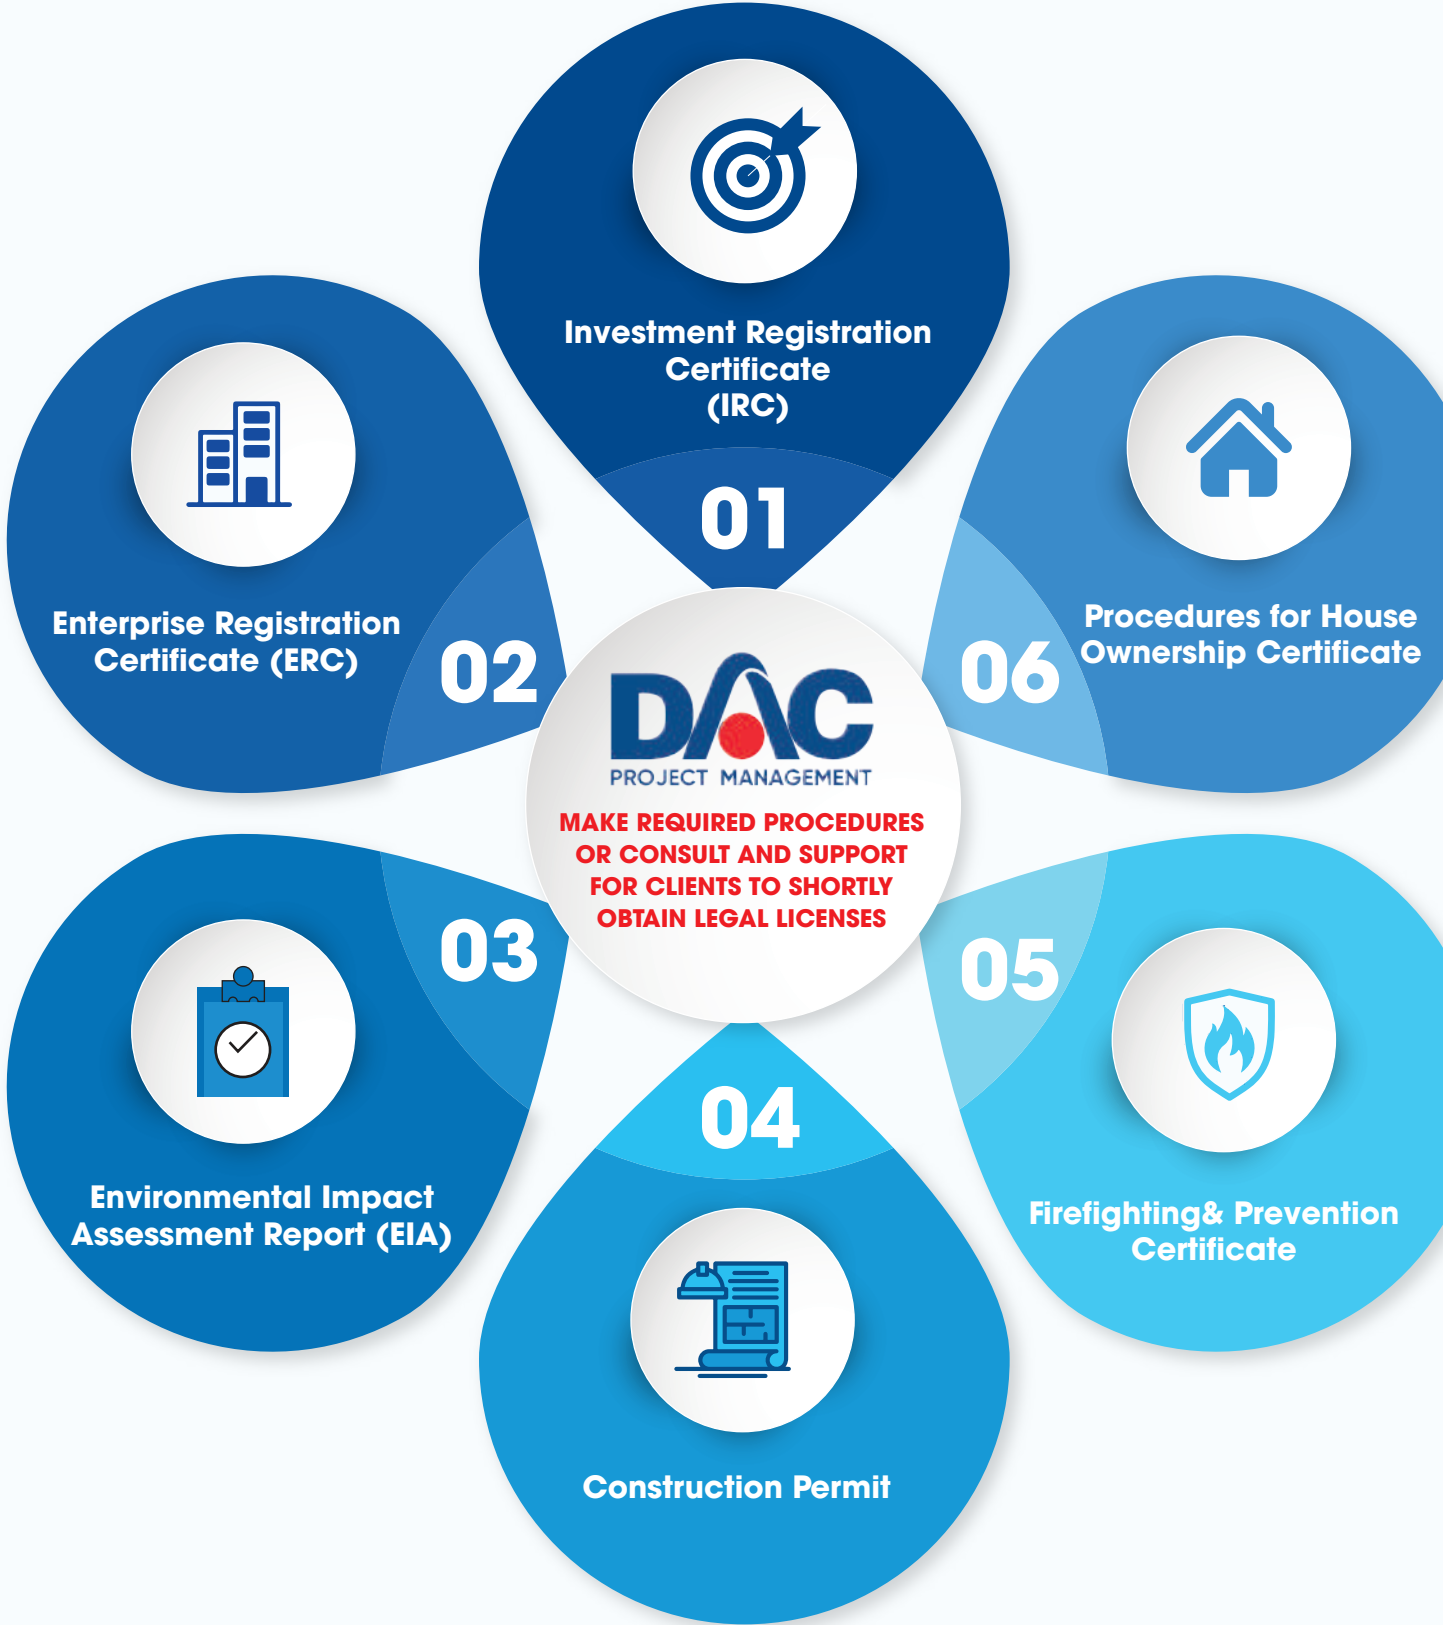 Investment Registration
Certificate
(IRC)
01
Enterprise Registration
Certificate (ERC)
02
Environmental Impact
Assessment Report (EIA)
03
04
Construction Permit
05
Firefighting& Prevention
Certificate
06
Procedures for House
Ownership Certificate
DAC
PROJECT MANAGEMENT
MAKE REQUIRED PROCEDURES
OR CONSULT AND SUPPORT
FOR CLIENTS TO SHORTLY
OBTAIN LEGAL LICENSES